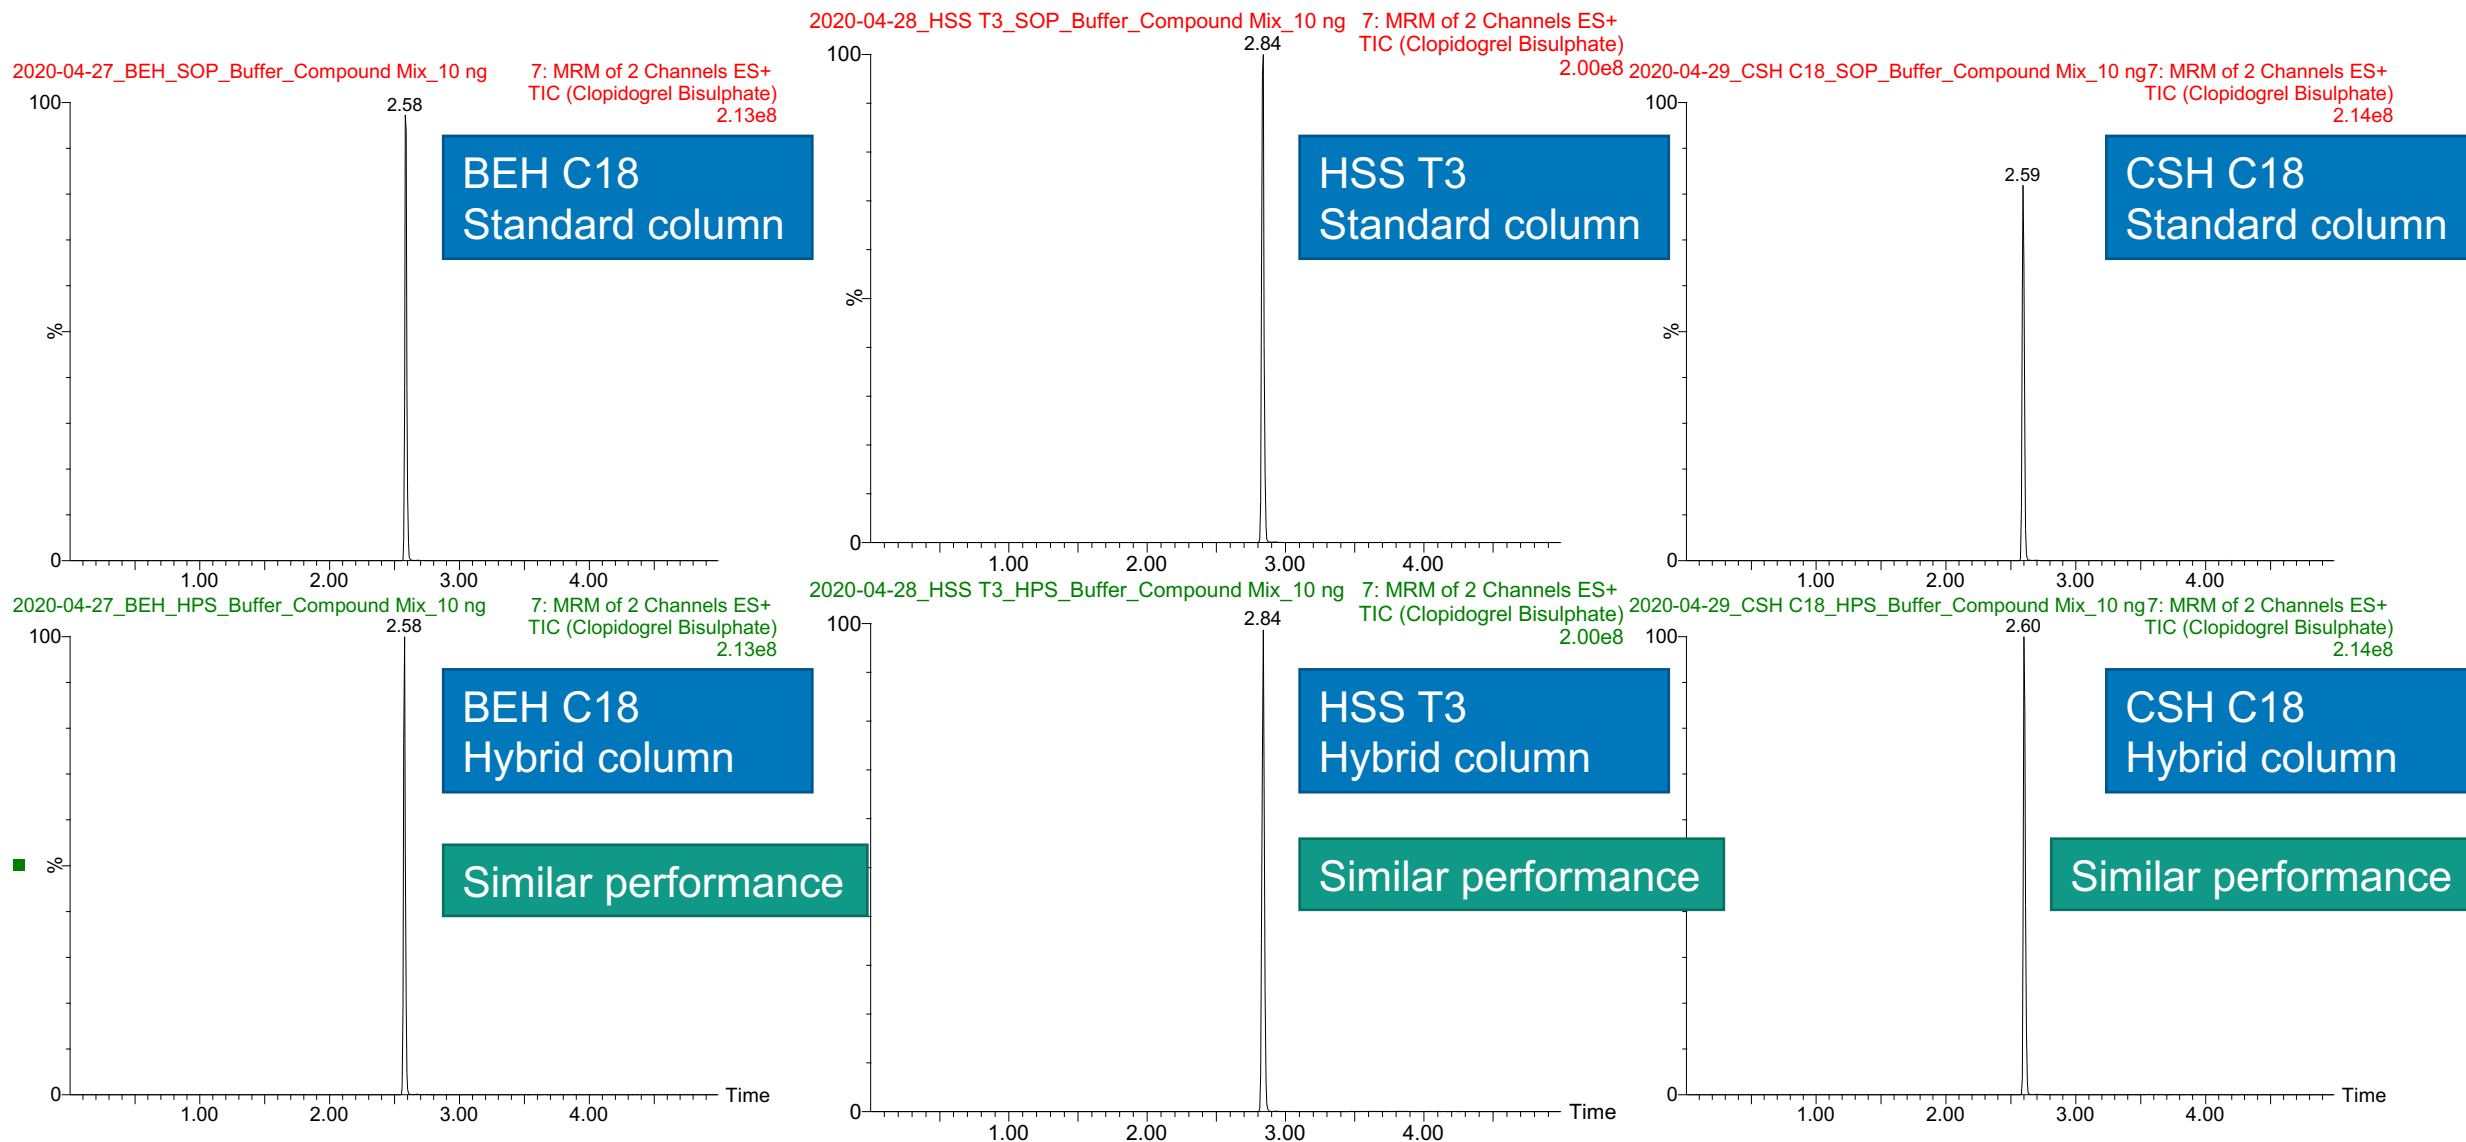 2020-04-27_BEH_SOP_Buffer_Compound Mix_10 ng
7: MRM of 2 Channels ES+
TIC (Clopidogrel Bisulphate)
2.13e8
100
2.58
%
0
1.00 2.00 3.00 4.00
BEH C18
Standard column
2020-04-28_HSS T3_SOP_Buffer_Compound Mix_10 ng
7: MRM of 2 Channels ES+
TIC (Clopidogrel Bisulphate)
2.00e8
100
2.84
%
0
1.00 2.00 3.00 4.00
HSS T3
Standard column
2020-04-29_CSH C18_SOP_Buffer_Compound Mix_10 ng
7: MRM of 2 Channels ES+
TIC (Clopidogrel Bisulphate)
2.14e8
100
2.59
%
0
1.00 2.00 3.00 4.00
CSH C18
Standard column
2020-04-27_BEH_HPS_Buffer_Compound Mix_10 ng
7: MRM of 2 Channels ES+
TIC (Clopidogrel Bisulphate)
2.13e8
100
2.58
%
0
1.00 2.00 3.00 4.00
Time
BEH C18
Hybrid column
Similar performance
2020-04-28_HSS T3_HPS_Buffer_Compound Mix_10 ng
7: MRM of 2 Channels ES+
TIC (Clopidogrel Bisulphate)
2.00e8
100
2.84
0
1.00 2.00 3.00 4.00
Time
HSS T3
Hybrid column
Similar performance
2020-04-29_CSH C18_HPS_Buffer_Compound Mix_10 ng
7: MRM of 2 Channels ES+
TIC (Clopidogrel Bisulphate)
2.14e8
100
2.60
0
1.00 2.00 3.00 4.00
Time
CSH C18
Hybrid column
Similar performance